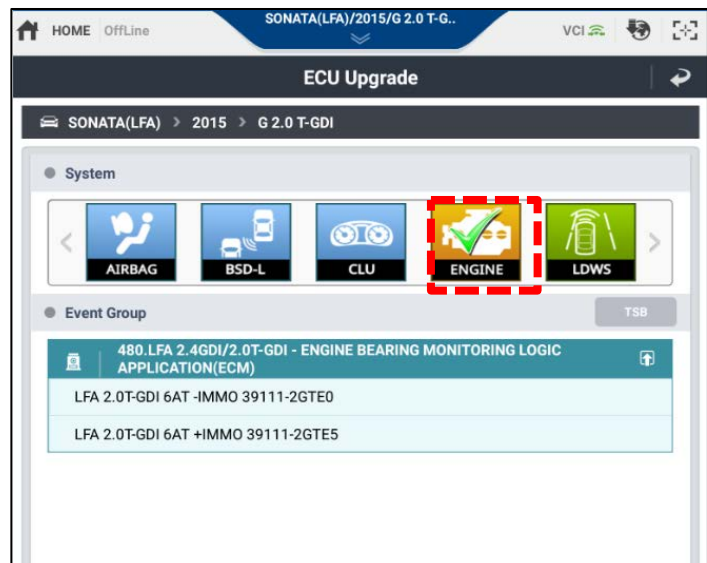 HOME OffLine SONATA(LFA)/2015/G 2.0 T-G.. VCI
ECU Upgrade
SONATA(LFA) > 2015 > G 2.0 T-GDI
System
AIRBAG BSD-L CLU ENGINE LDWS
Event Group TSB
480.LFA 2.4GDI/2.0T-GDI - ENGINE BEARING MONITORING LOGIC
APPLICATION(ECM)
LFA 2.0T-GDI 6AT -IMMO 39111-2GTE0
LFA 2.0T-GDI 6AT +IMMO 39111-2GTE5